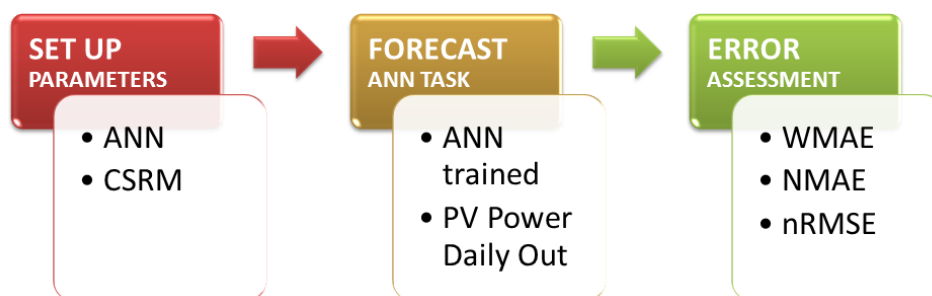 SET UP
PARAMETERS
• ANN
• CSRM
FORECAST
ANN TASK
• ANN
trained
• PV Power
Daily Out
ERROR
ASSESSMENT
• WMAE
• NMAE
• nRMSE